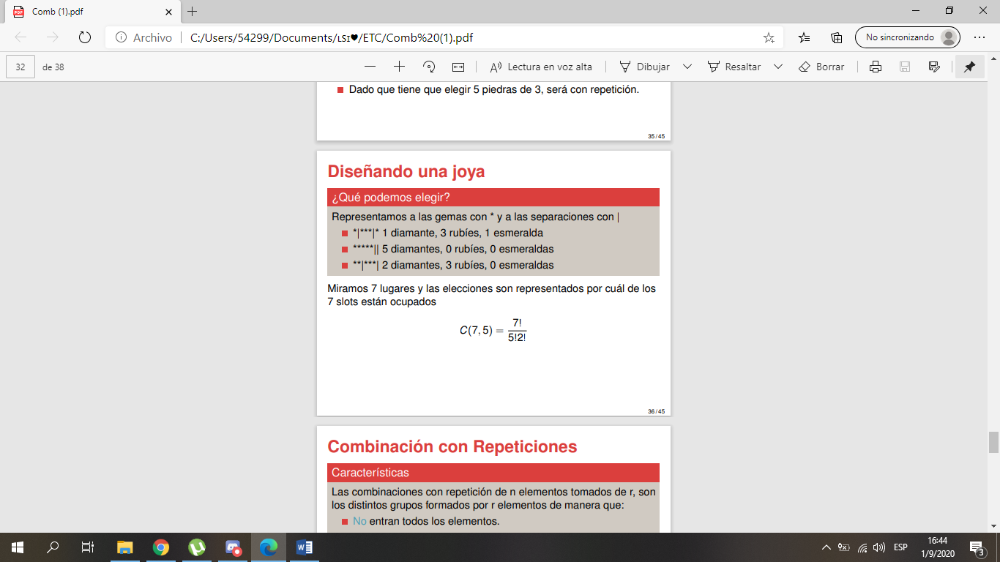 Comb (1).pdf
Archivo
C:/Users/54299/Documents/ʟsɪ♥/ETC/Comb%20(1).pdf
No sincronizando
32 de 38
Lectura en voz alta
Dibujar
Resaltar
Borrar
Dado que tiene que elegir 5 piedras de 3, será con repetición.
35/45
Diseñando una joya
¿Qué podemos elegir?
Representamos a las gemas con * y a las separaciones con |
*|***|* 1 diamante, 3 rubíes, 1 esmeralda
*****|| 5 diamantes, 0 rubíes, 0 esmeraldas
**|***| 2 diamantes, 3 rubíes, 0 esmeraldas
Miramos 7 lugares y las elecciones son representados por cuál de los
7 slots están ocupados
C(7, 5) = 7! / 5!2!
36/45
Combinación con Repeticiones
Características
Las combinaciones con repetición de n elementos tomados de r, son
los distintos grupos formados por r elementos de manera que:
No entran todos los elementos.
ESP
16:44
1/9/2020
3